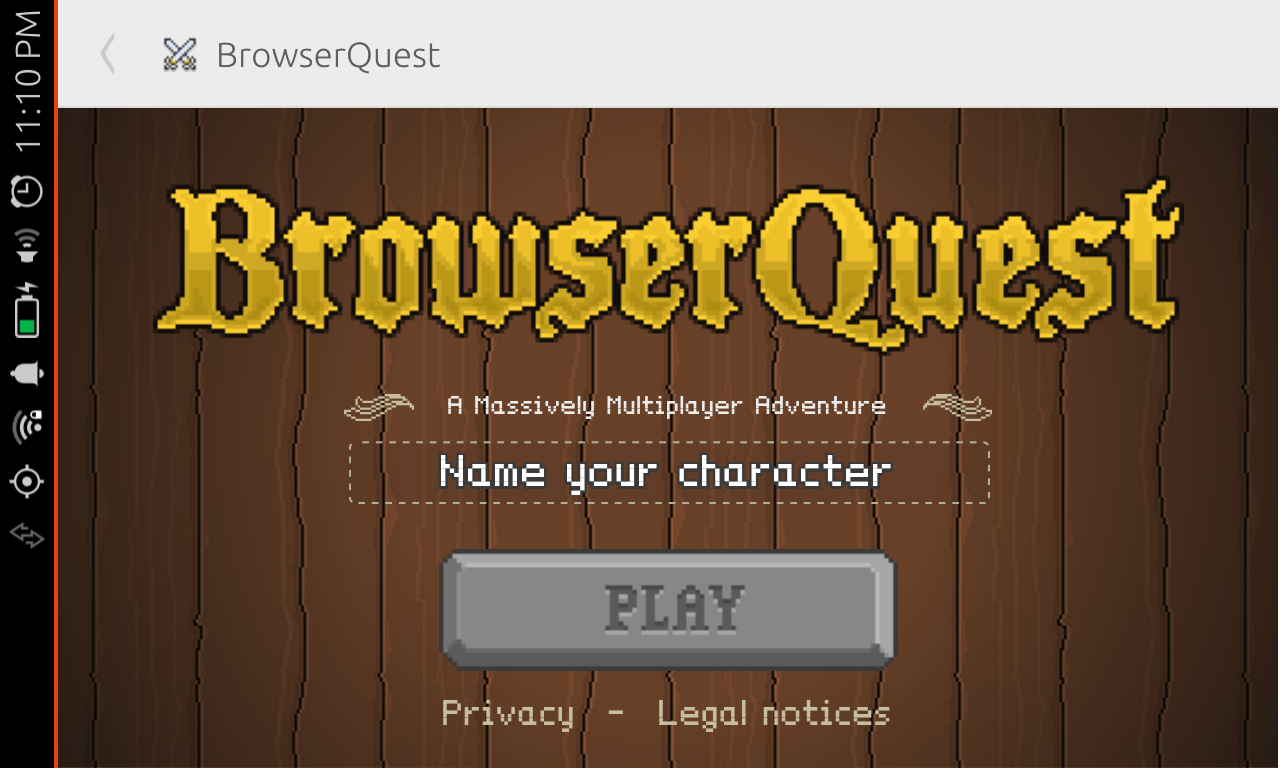 11:10 PM
BrowserQuest
BrowserQuest
A Massively Multiplayer Adventure
Name your character
PLAY
Privacy - Legal notices